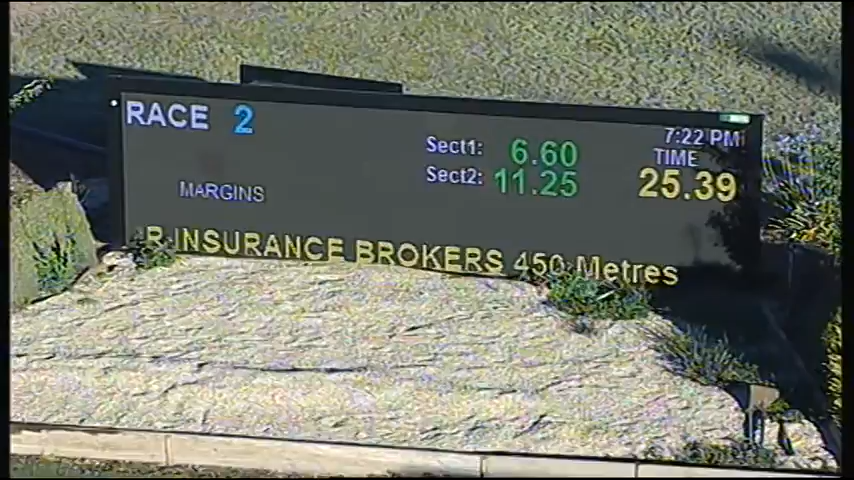 RACE 2
7:22 PM
Sect1: 6.60
TIME
Sect2: 11.25
25.39
MARGINS
R INSURANCE BROKERS 450 Metres